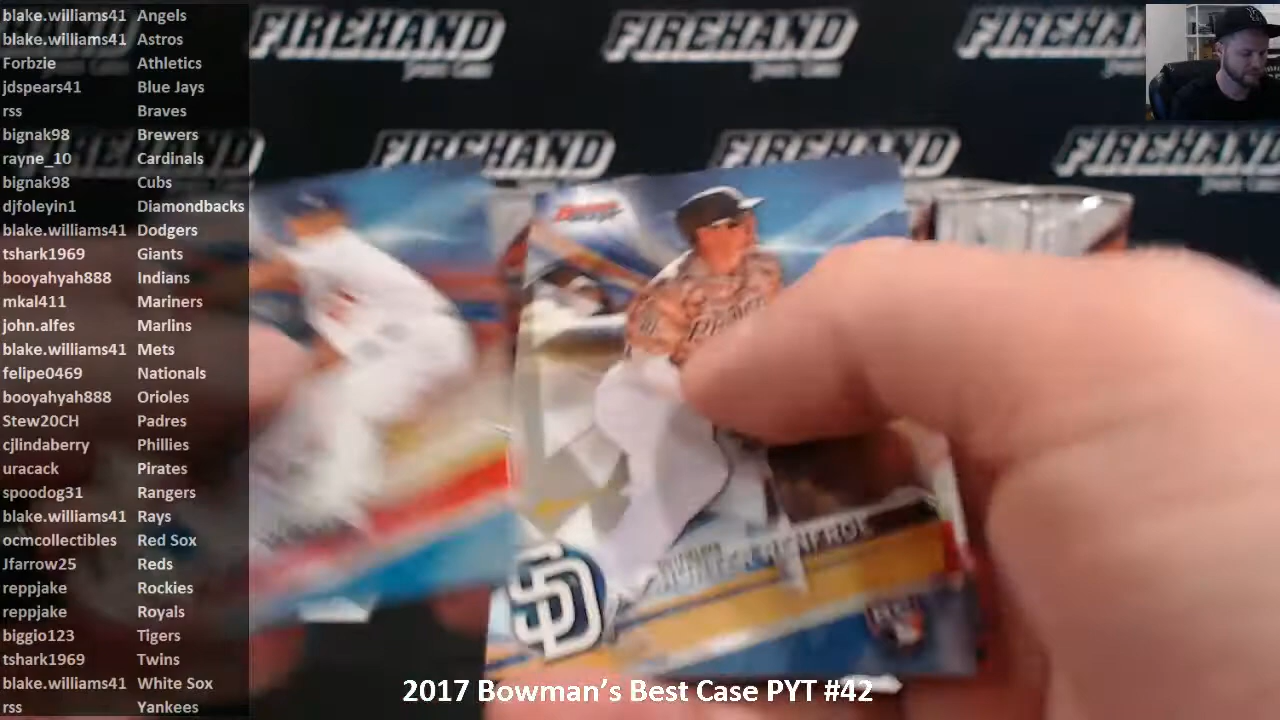 blake.williams41 Angels
blake.williams41 Astros
Forbzie Athletics
jdspears41 Blue Jays
rss Braves
bignak98 Brewers
rayne_10 Cardinals
bignak98 Cubs
djfoleyin1 Diamondbacks
blake.williams41 Dodgers
tshark1969 Giants
booyahyah888 Indians
mkal411 Mariners
john.alfes Marlins
blake.williams41 Mets
felipe0469 Nationals
booyahyah888 Orioles
Stew20CH Padres
cjlindaberry Phillies
uracack Pirates
spoodog31 Rangers
blake.williams41 Rays
ocmcollectibles Red Sox
Jfarrow25 Reds
reppjake Rockies
reppjake Royals
biggio123 Tigers
tshark1969 Twins
blake.williams41 White Sox
rss Yankees
FIREHAND FIREHAND FIREHAND
FIREHAND FIREHAND FIREHAND
SD
RENFROE
2017 Bowman’s Best Case PYT #42